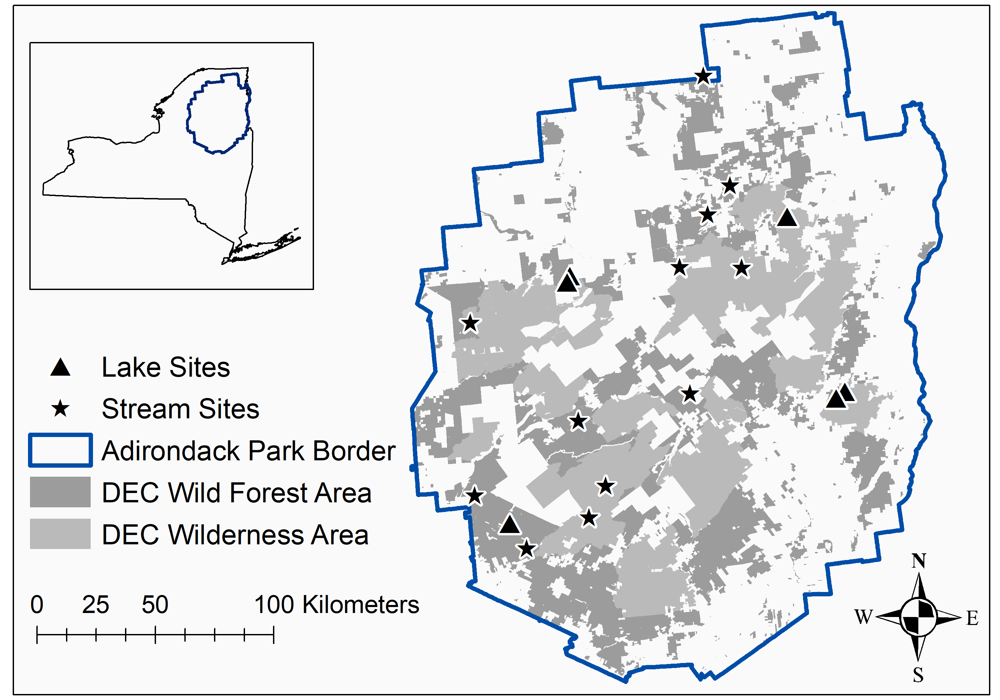 Lake Sites
Stream Sites
Adirondack Park Border
DEC Wild Forest Area
DEC Wilderness Area
0 25 50 100 Kilometers
N
W E
S